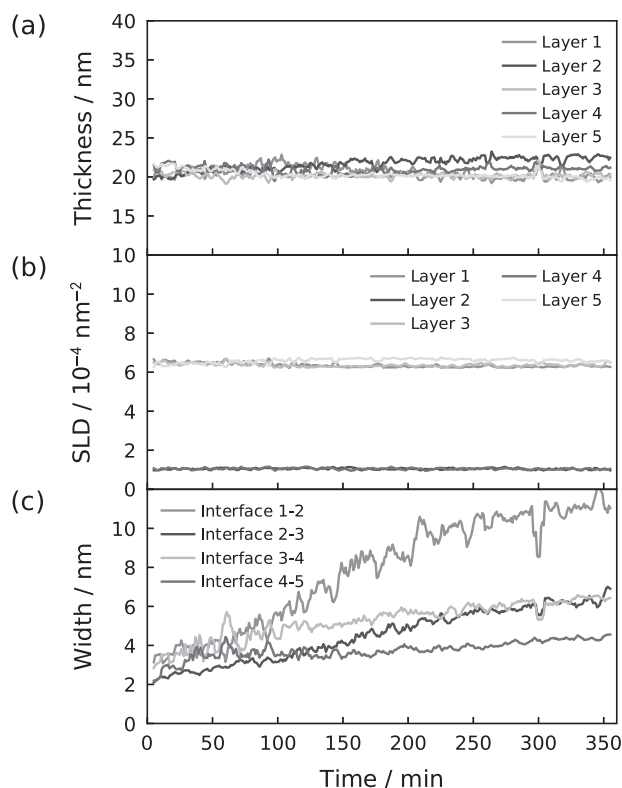 (a)
Thickness / nm
40
35
30
25
20
15
10
Layer 1
Layer 2
Layer 3
Layer 4
Layer 5
(b)
SLD / 10⁻⁴ nm⁻²
10
8
6
4
2
0
Layer 1
Layer 2
Layer 3
Layer 4
Layer 5
(c)
Width / nm
10
8
6
4
2
0
Interface 1-2
Interface 2-3
Interface 3-4
Interface 4-5
0 50 100 150 200 250 300 350
Time / min